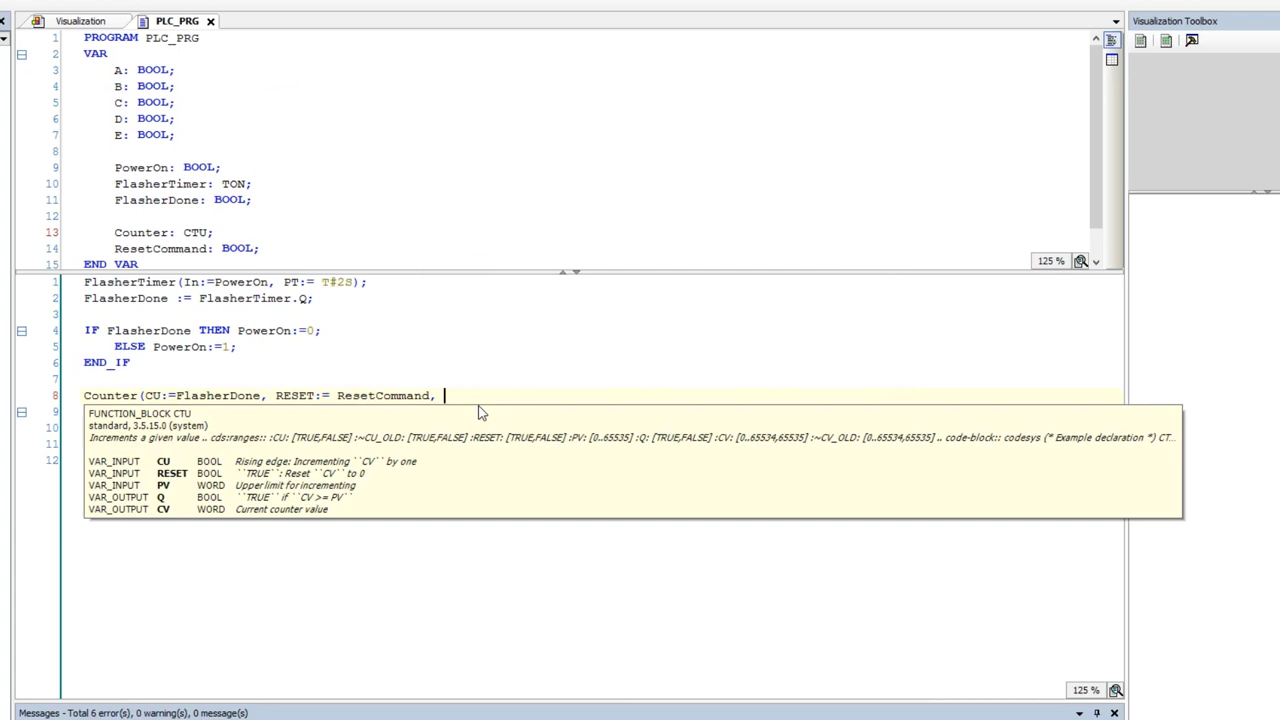 Visualization
PLC_PRG
Visualization Toolbox
1 PROGRAM PLC_PRG
2 VAR
3 A: BOOL;
4 B: BOOL;
5 C: BOOL;
6 D: BOOL;
7 E: BOOL;
8
9 PowerOn: BOOL;
10 FlasherTimer: TON;
11 FlasherDone: BOOL;
12
13 Counter: CTU;
14 ResetCommand: BOOL;
15 END_VAR
125 %
1 FlasherTimer(In:=PowerOn, PT:= T#2S);
2 FlasherDone := FlasherTimer.Q;
3
4 IF FlasherDone THEN PowerOn:=0;
5 ELSE PowerOn:=1;
6 END_IF
7
8 Counter(CU:=FlasherDone, RESET:= ResetCommand,
9
10
11
12
FUNCTION_BLOCK CTU
standard, 3.5.15.0 (system)
Increments a given value .. cds:ranges:: :CU: [TRUE,FALSE] :~CU_OLD: [TRUE,FALSE] :RESET: [TRUE,FALSE] :PV: [0..65535] :Q: [TRUE,FALSE] :CV: [0..65534,65535] :~CV_OLD: [0..65534,65535] .. code-block:: codesys (* Example declaration *) CT...
VAR_INPUT CU BOOL Rising edge: Incrementing ``CV`` by one
VAR_INPUT RESET BOOL ``TRUE``: Reset ``CV`` to 0
VAR_INPUT PV WORD Upper limit for incrementing
VAR_OUTPUT Q BOOL ``TRUE`` if ``CV >= PV``
VAR_OUTPUT CV WORD Current counter value
125 %
Messages - Total 6 error(s), 0 warning(s), 0 message(s)